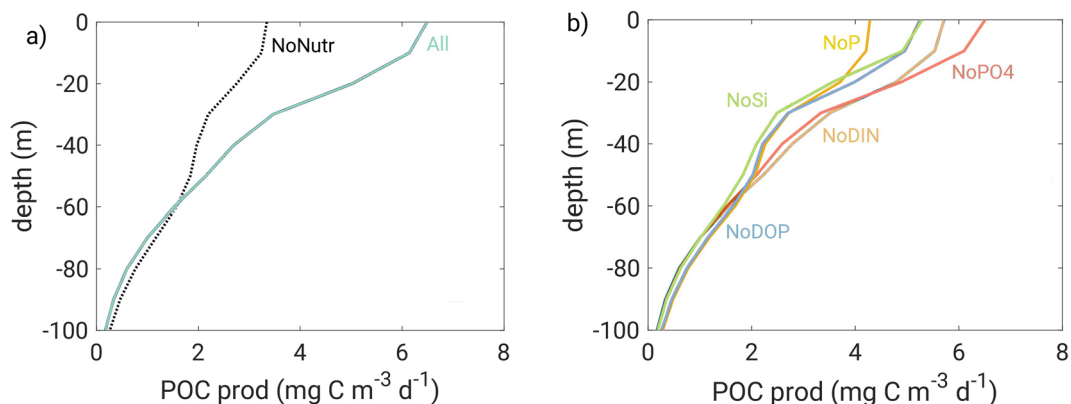 a)
0
-20
-40
-60
-80
-100
depth (m)
NoNutr
All
0 2 4 6 8
POC prod (mg C m⁻³ d⁻¹)
b)
0
-20
-40
-60
-80
-100
depth (m)
NoP
NoPO4
NoSi
NoDIN
NoDOP
0 2 4 6 8
POC prod (mg C m⁻³ d⁻¹)